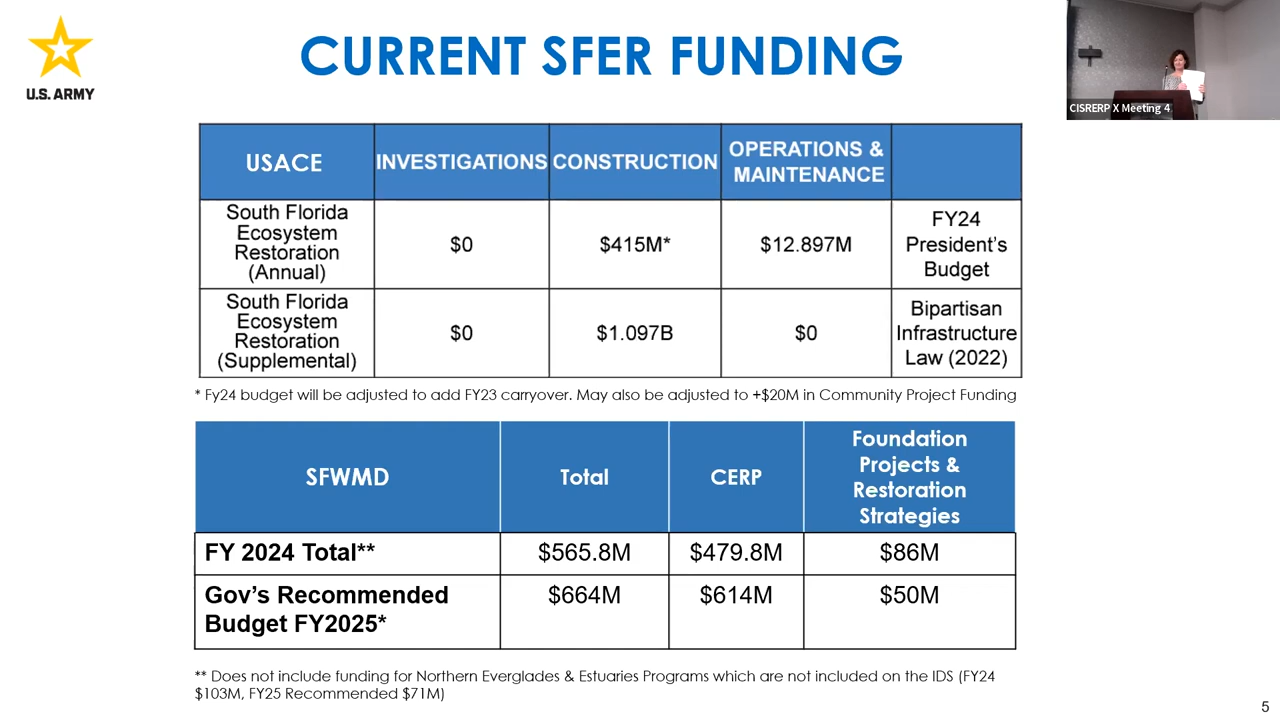 U.S. ARMY
CURRENT SFER FUNDING
CISRERP X Meeting 4
USACE
INVESTIGATIONS
CONSTRUCTION
OPERATIONS &
MAINTENANCE
South Florida
Ecosystem
Restoration
(Annual)
$0
$415M*
$12.897M
FY24
President's
Budget
South Florida
Ecosystem
Restoration
(Supplemental)
$0
$1.097B
$0
Bipartisan
Infrastructure
Law (2022)
* Fy24 budget will be adjusted to add FY23 carryover. May also be adjusted to +$20M in Community Project Funding
SFWMD
Total
CERP
Foundation
Projects &
Restoration
Strategies
FY 2024 Total**
$565.8M
$479.8M
$86M
Gov's Recommended
Budget FY2025*
$664M
$614M
$50M
** Does not include funding for Northern Everglades & Estuaries Programs which are not included on the IDS (FY24
$103M, FY25 Recommended $71M)
5